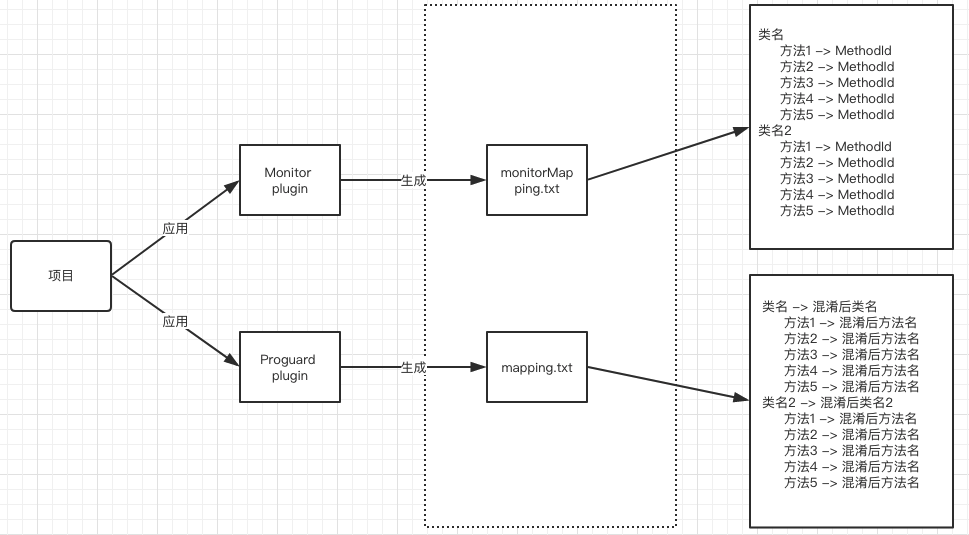 项目
应用
应用
Monitor
plugin
Proguard
plugin
生成
生成
monitorMap
ping.txt
mapping.txt
类名
方法1 -> MethodId
方法2 -> MethodId
方法3 -> MethodId
方法4 -> MethodId
方法5 -> MethodId
类名2
方法1 -> MethodId
方法2 -> MethodId
方法3 -> MethodId
方法4 -> MethodId
方法5 -> MethodId
类名 -> 混淆后类名
方法1 -> 混淆后方法名
方法2 -> 混淆后方法名
方法3 -> 混淆后方法名
方法4 -> 混淆后方法名
方法5 -> 混淆后方法名
类名2 -> 混淆后类名2
方法1 -> 混淆后方法名
方法2 -> 混淆后方法名
方法3 -> 混淆后方法名
方法4 -> 混淆后方法名
方法5 -> 混淆后方法名